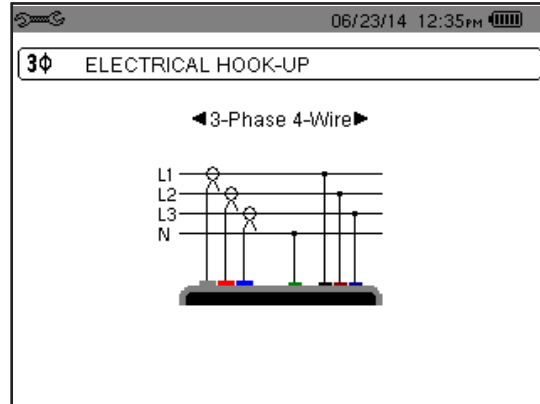 06/23/14 12:35PM
3Φ ELECTRICAL HOOK-UP
◀3-Phase 4-Wire▶
L1
L2
L3
N